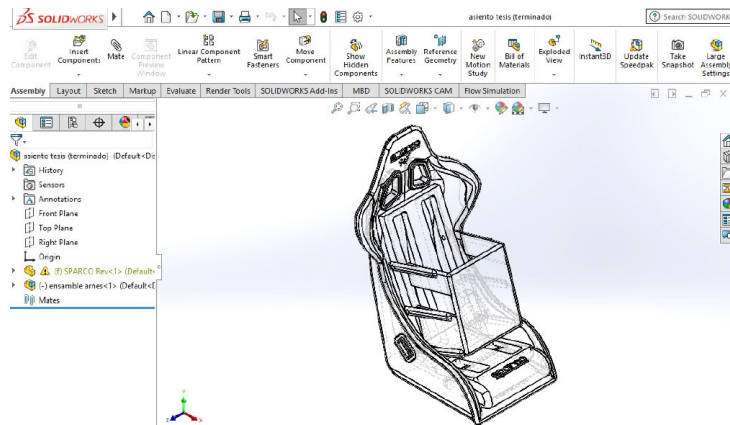 SOLIDWORKS
asiento tesis (terminado)
Search SOLIDWORK
Edit Component
Insert Components
Mate
Component Preview Window
Linear Component Pattern
Smart Fasteners
Move Component
Show Hidden Components
Assembly Features
Reference Geometry
New Motion Study
Bill of Materials
Exploded View
Instant3D
Update Speedpak
Take Snapshot
Large Assembly Settings
Assembly Layout Sketch Markup Evaluate Render Tools SOLIDWORKS Add-Ins MBD SOLIDWORKS CAM Flow Simulation
asiento tesis (terminado) (Default<Dis
History
Sensors
Annotations
Front Plane
Top Plane
Right Plane
Origin
(f) SPARCO Rev<1> (Default<
(-) ensamble arnes<1> (Default<
Mates
SPARCO
SPARCO